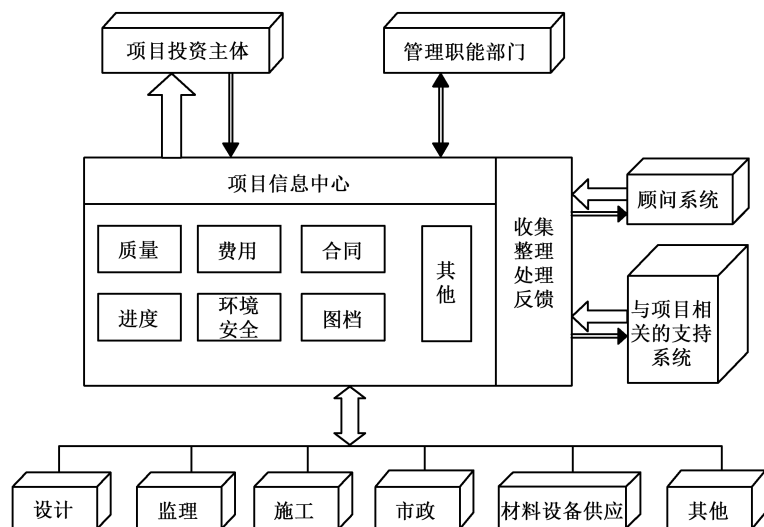 项目投资主体
管理职能部门
项目信息中心
收集
整理
处理
反馈
顾问系统
质量
费用
合同
其
他
进度
环境
安全
图档
与项目相
关的支持
系统
设计
监理
施工
市政
材料设备供应
其他